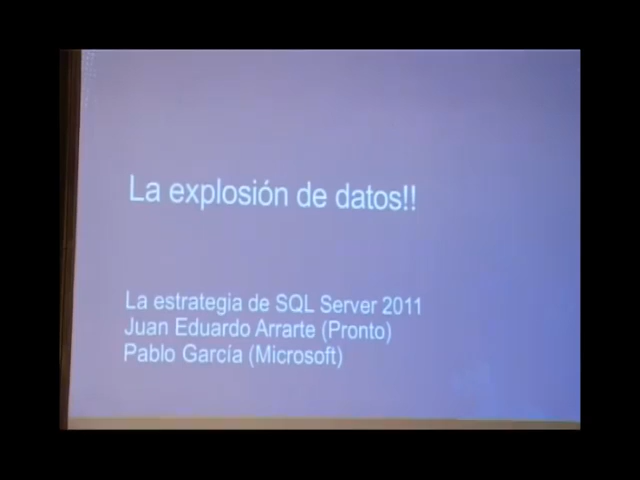 La explosión de datos!!
La estrategia de SQL Server 2011
Juan Eduardo Arrarte (Pronto)
Pablo García (Microsoft)